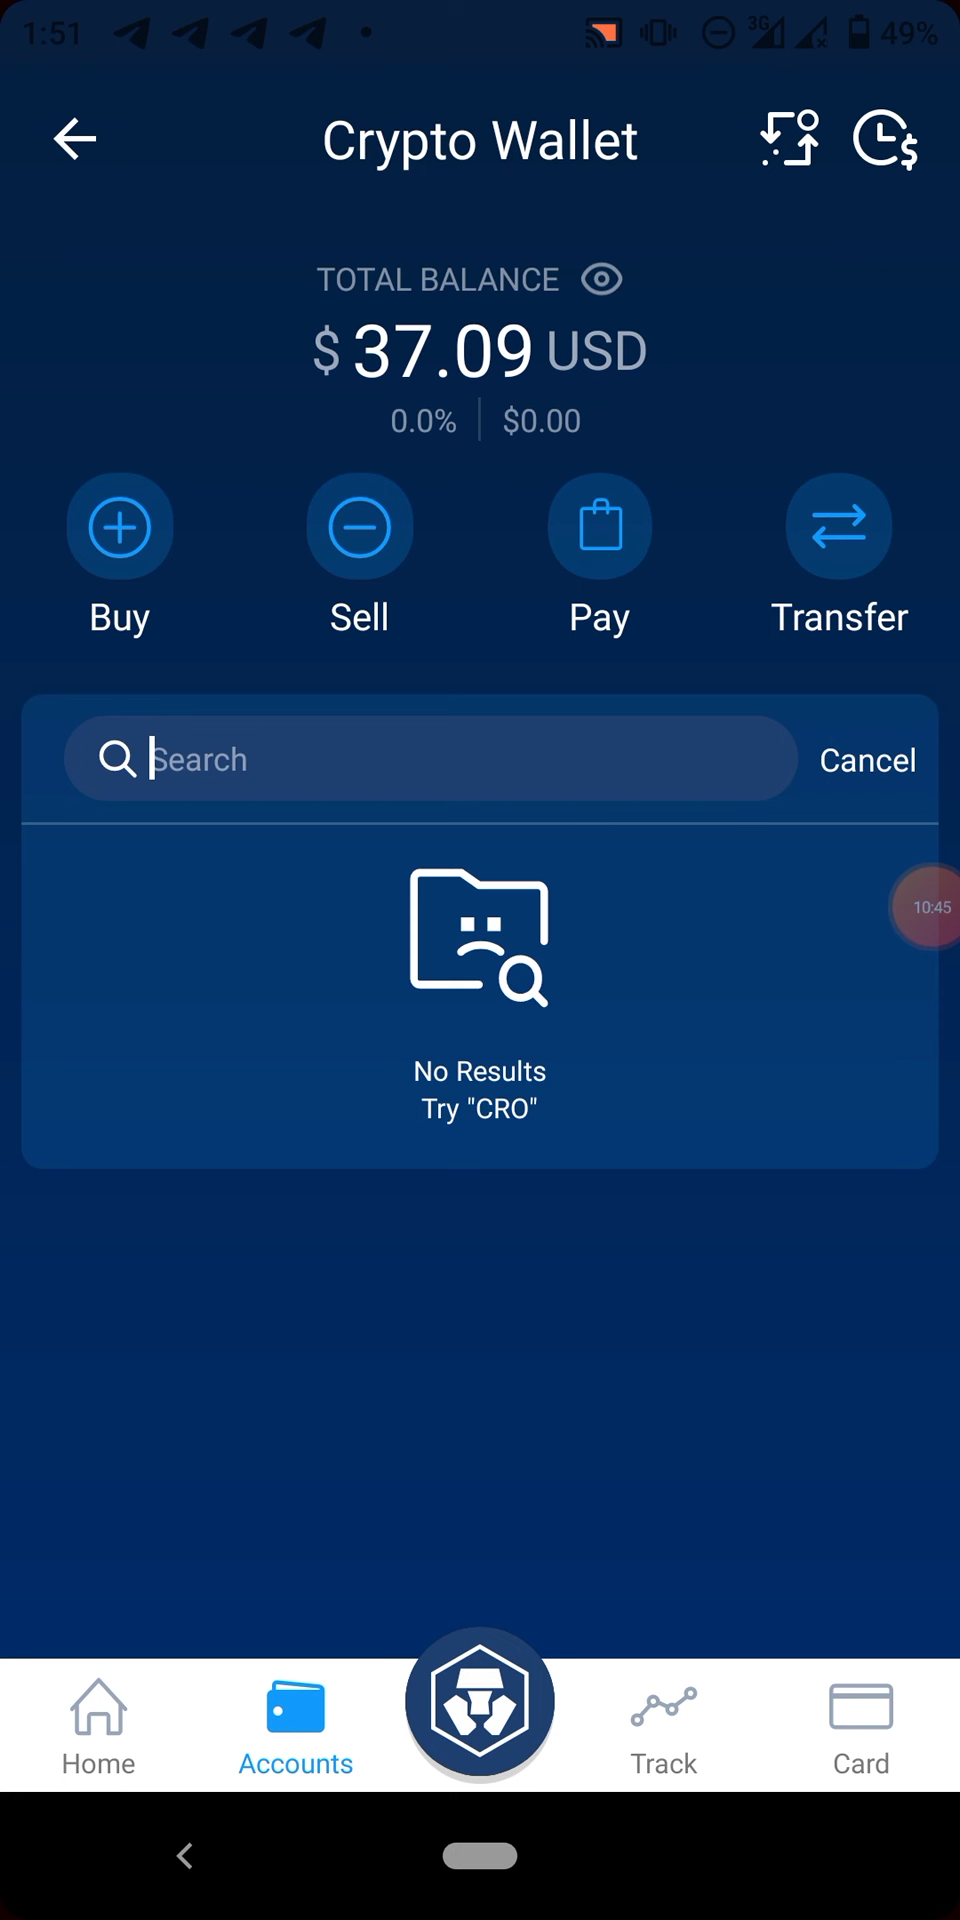 1:51
3G
49%
Crypto Wallet
TOTAL BALANCE
$ 37.09 USD
0.0% $0.00
Buy Sell Pay Transfer
Search Cancel
10:45
No Results
Try "CRO"
Home Accounts Track Card